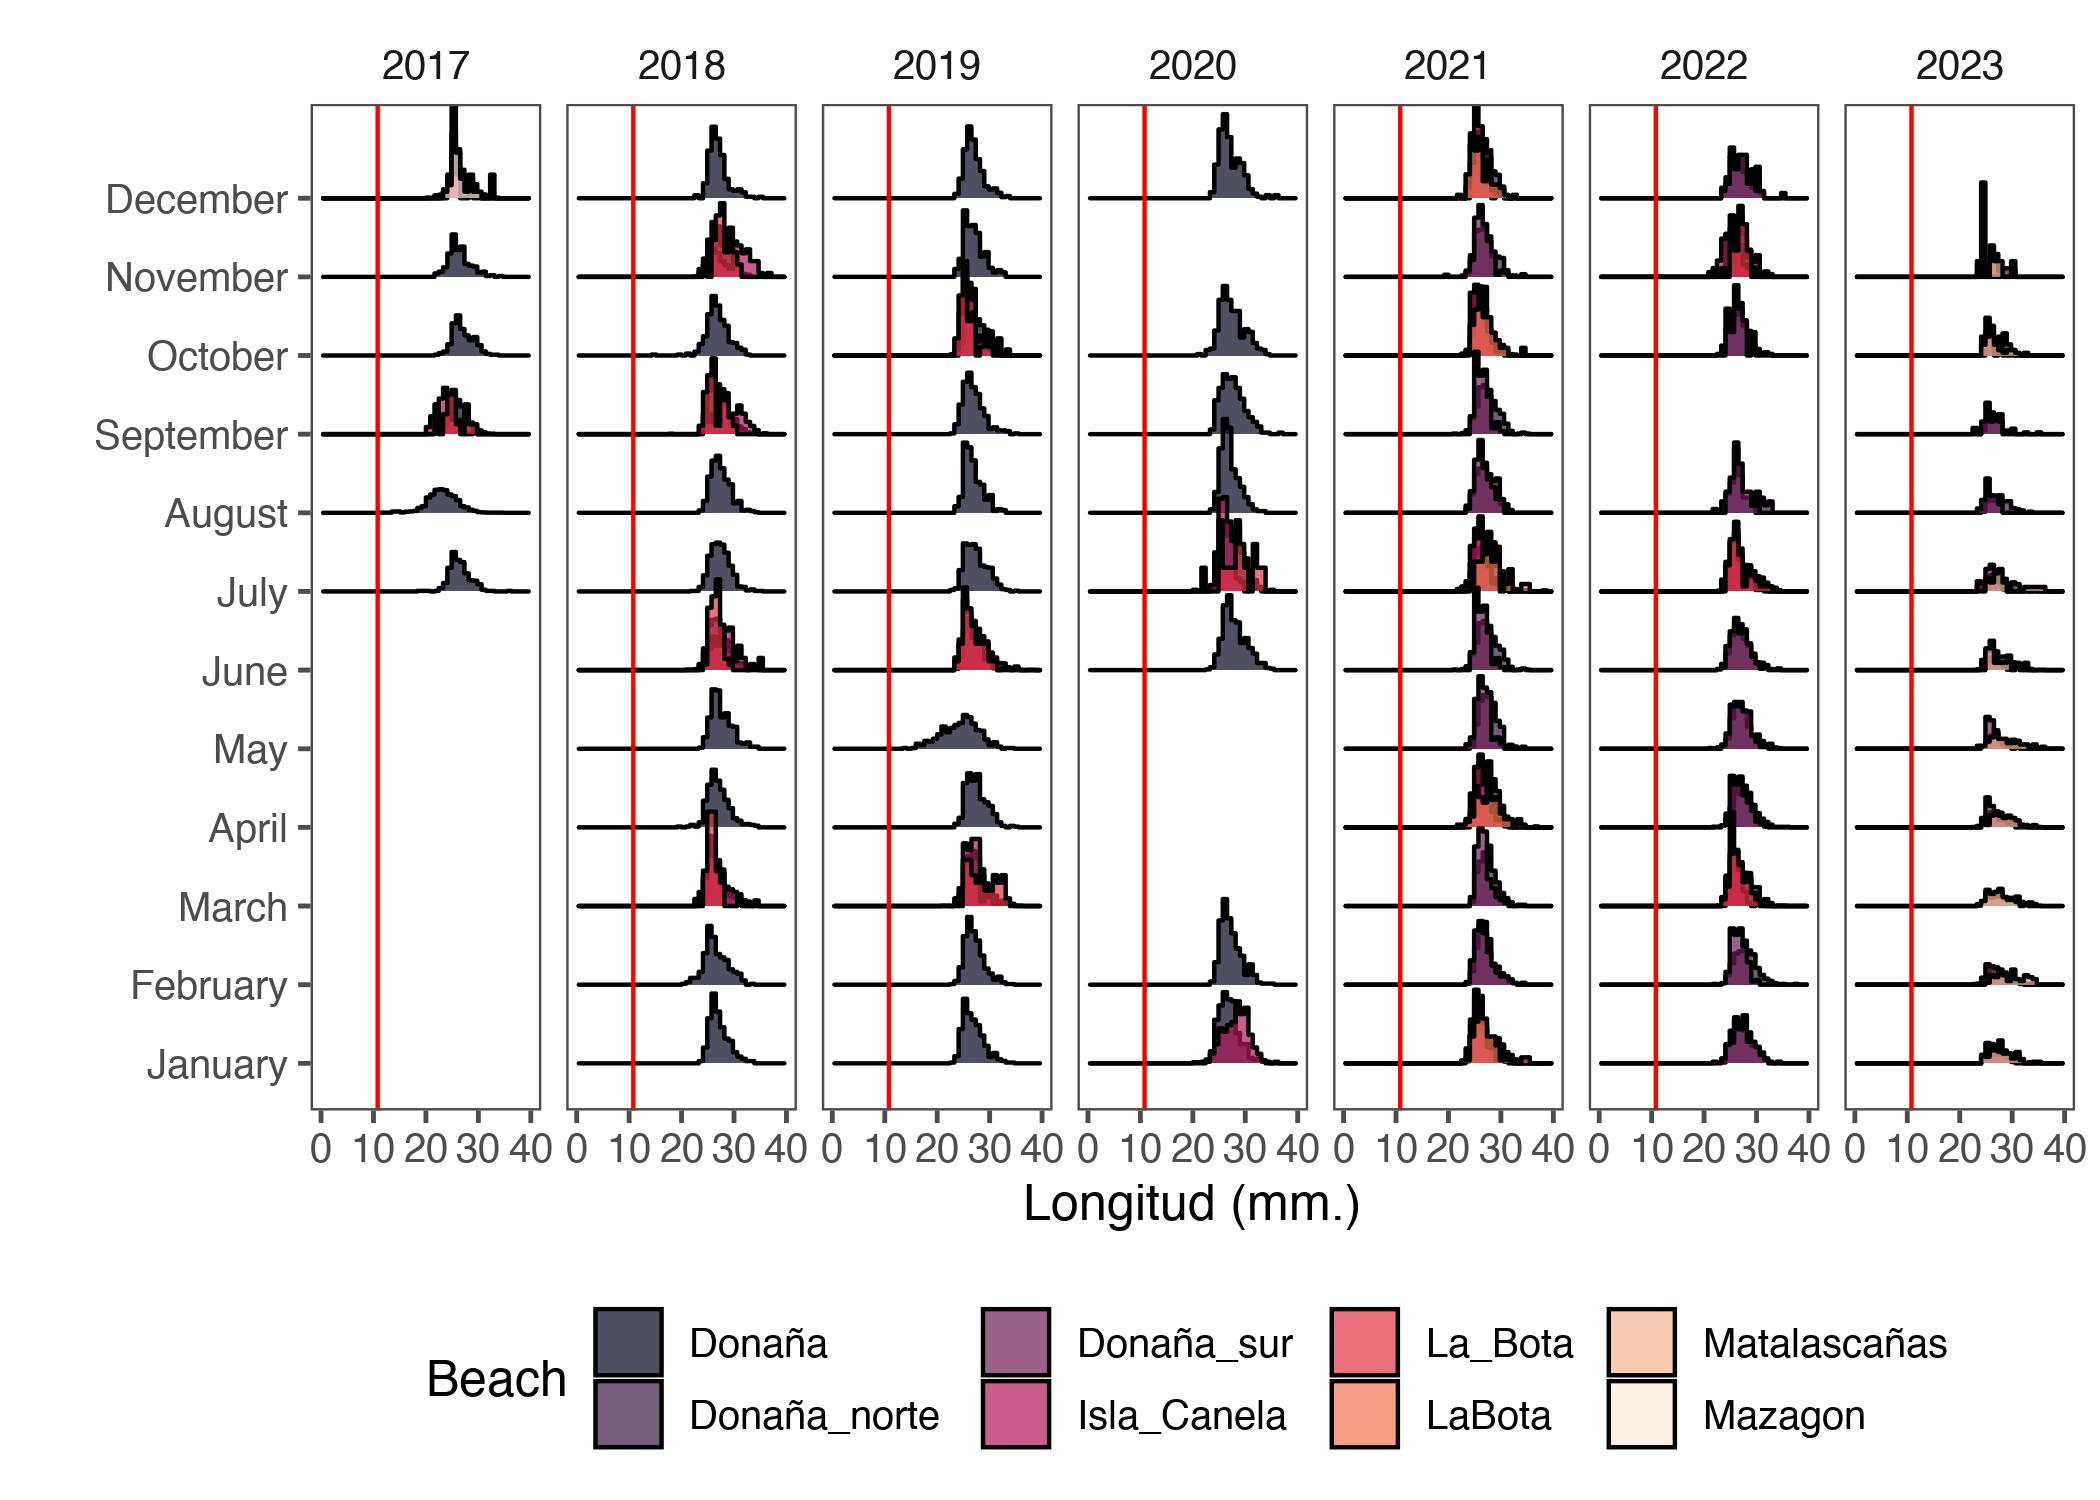 2017 2018 2019 2020 2021 2022 2023
December
November
October
September
August
July
June
May
April
March
February
January
0 10 20 30 40 0 10 20 30 40 0 10 20 30 40 0 10 20 30 40 0 10 20 30 40 0 10 20 30 40 0 10 20 30 40
Longitud (mm.)
Beach
Donaña Donaña_sur La_Bota Matalascañas
Donaña_norte Isla_Canela LaBota Mazagon